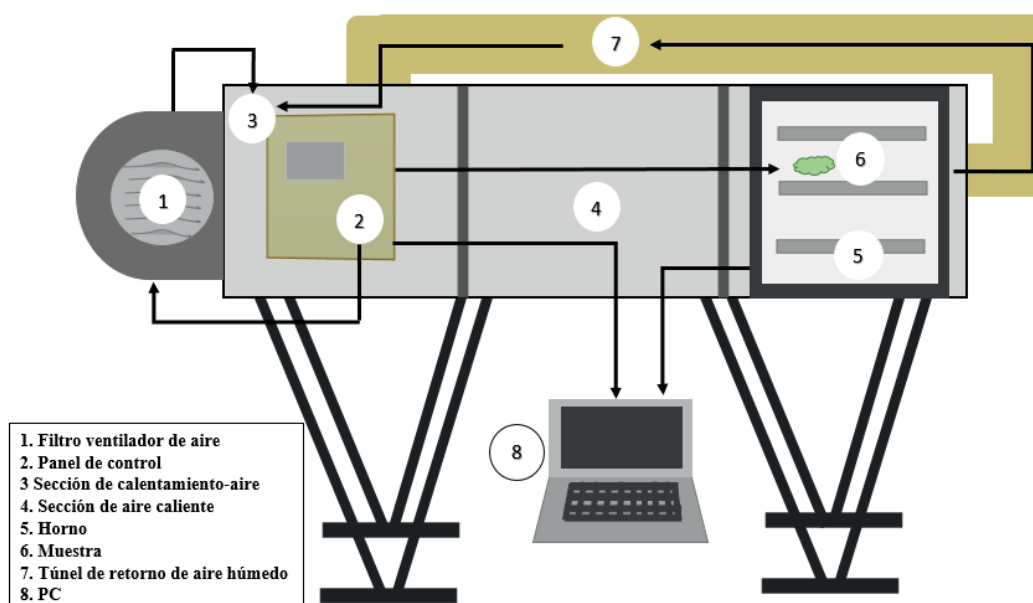 7
3
1
6
2
4
5
8
1. Filtro ventilador de aire
2. Panel de control
3 Sección de calentamiento-aire
4. Sección de aire caliente
5. Horno
6. Muestra
7. Túnel de retorno de aire húmedo
8. PC